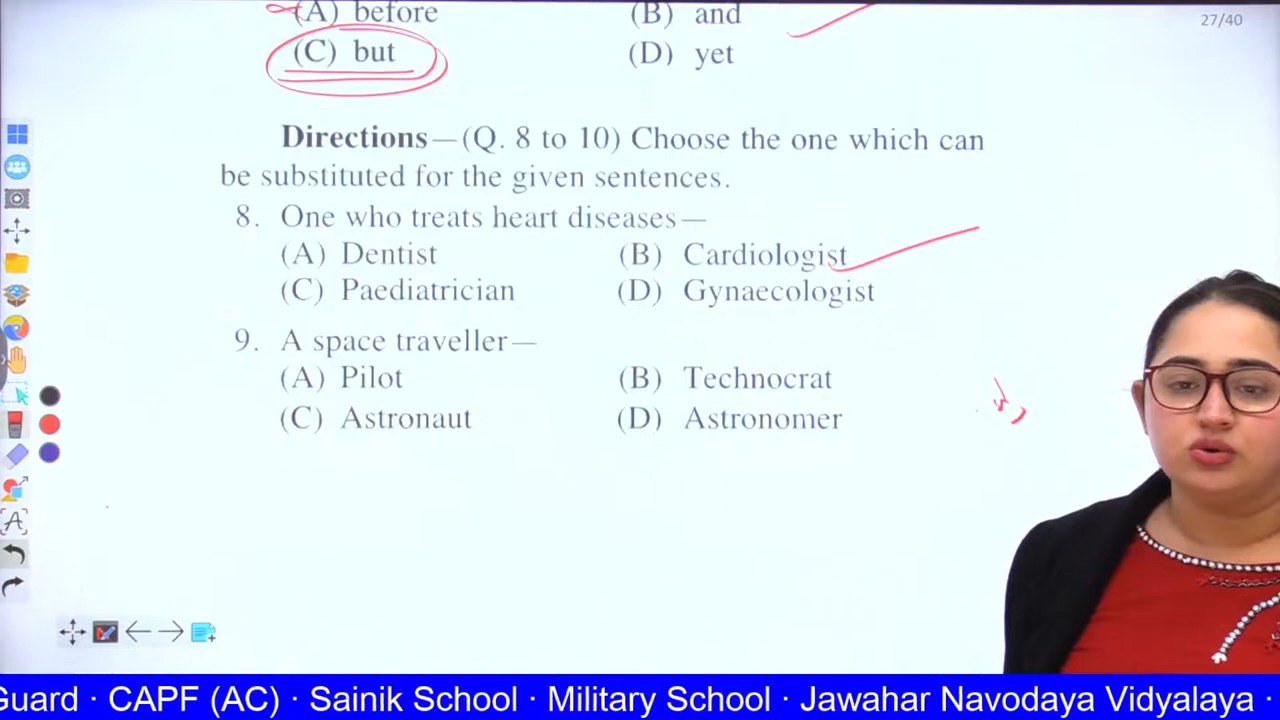 (A) before (B) and
27/40
(C) but (D) yet
Directions—(Q. 8 to 10) Choose the one which can
be substituted for the given sentences.
8. One who treats heart diseases—
(A) Dentist (B) Cardiologist
(C) Paediatrician (D) Gynaecologist
9. A space traveller—
(A) Pilot (B) Technocrat
(C) Astronaut (D) Astronomer
Guard · CAPF (AC) · Sainik School · Military School · Jawahar Navodaya Vidyalaya ·